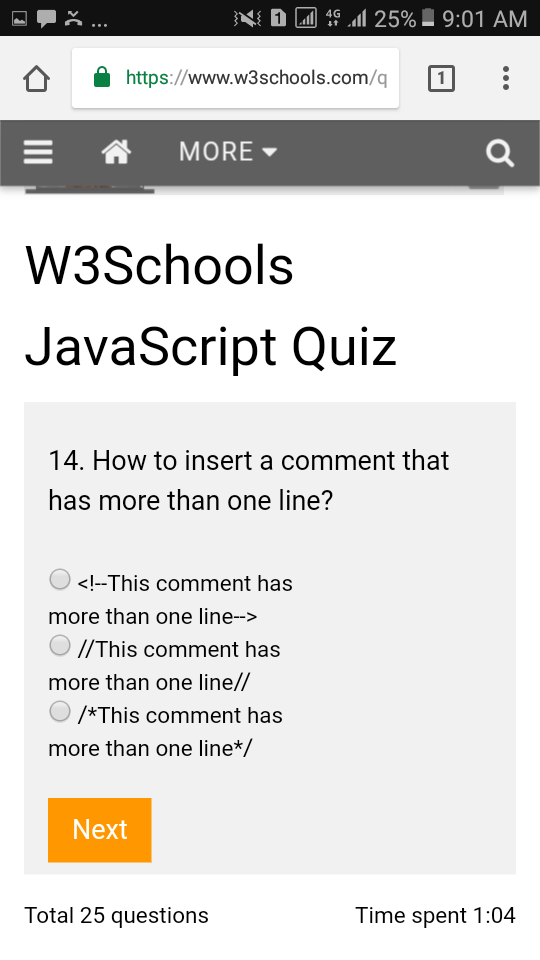 ... 1 4G 25% 9:01 AM
https://www.w3schools.com/q 1
MORE
W3Schools
JavaScript Quiz
14. How to insert a comment that
has more than one line?
<!--This comment has
more than one line-->
//This comment has
more than one line//
/*This comment has
more than one line*/
Next
Total 25 questions Time spent 1:04